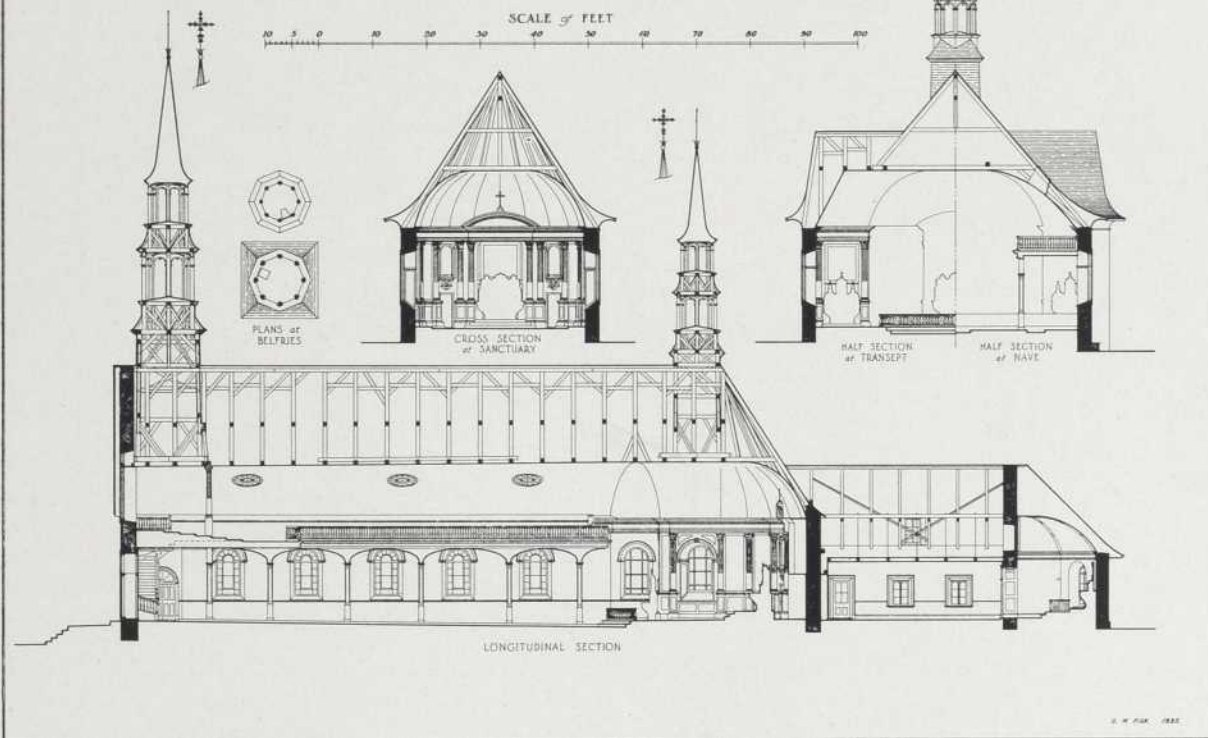 SCALE of FEET
10 5 0 10 20 30 40 50 60 70 80 90 100
PLANS at
BELFRIES
CROSS SECTION
at SANCTUARY
HALF SECTION
at TRANSEPT
HALF SECTION
at NAVE
LONGITUDINAL SECTION